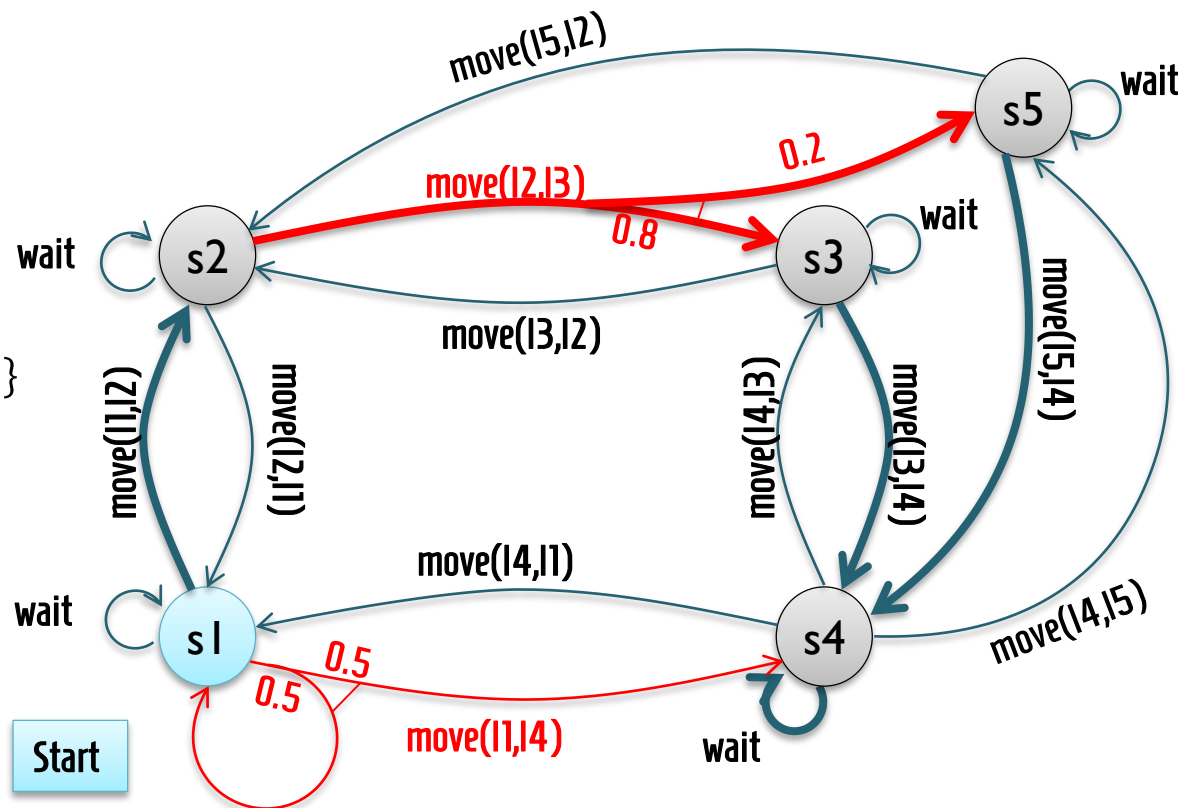 move(l5,l2)
wait
s5
0.2
move(l2,l3)
wait
0.8
wait
s2
s3
move(l3,l2)
move(l5,l4)
}
move(l1,l2)
move(l2,l1)
move(l4,l3)
move(l3,l4)
move(l4,l1)
wait
s1
0.5
0.5
s4
move(l4,l5)
move(l1,l4)
wait
Start